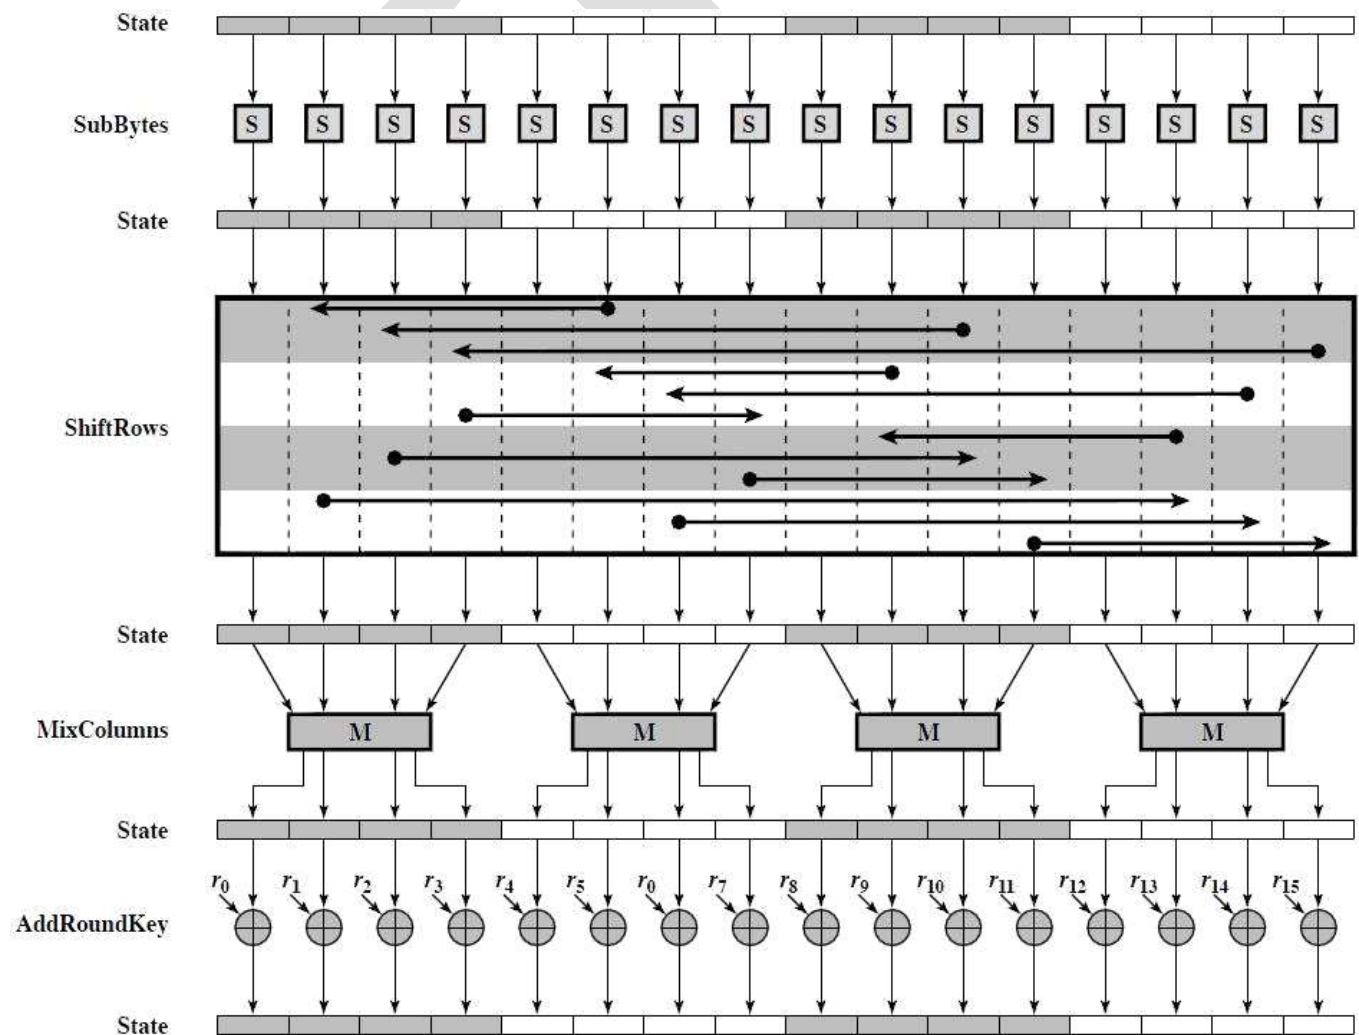 State
SubBytes S S S S S S S S S S S S S S S S
State
ShiftRows
State
MixColumns M M M M
State
r0 r1 r2 r3 r4 r5 r0 r7 r8 r9 r10 r11 r12 r13 r14 r15
AddRoundKey
State